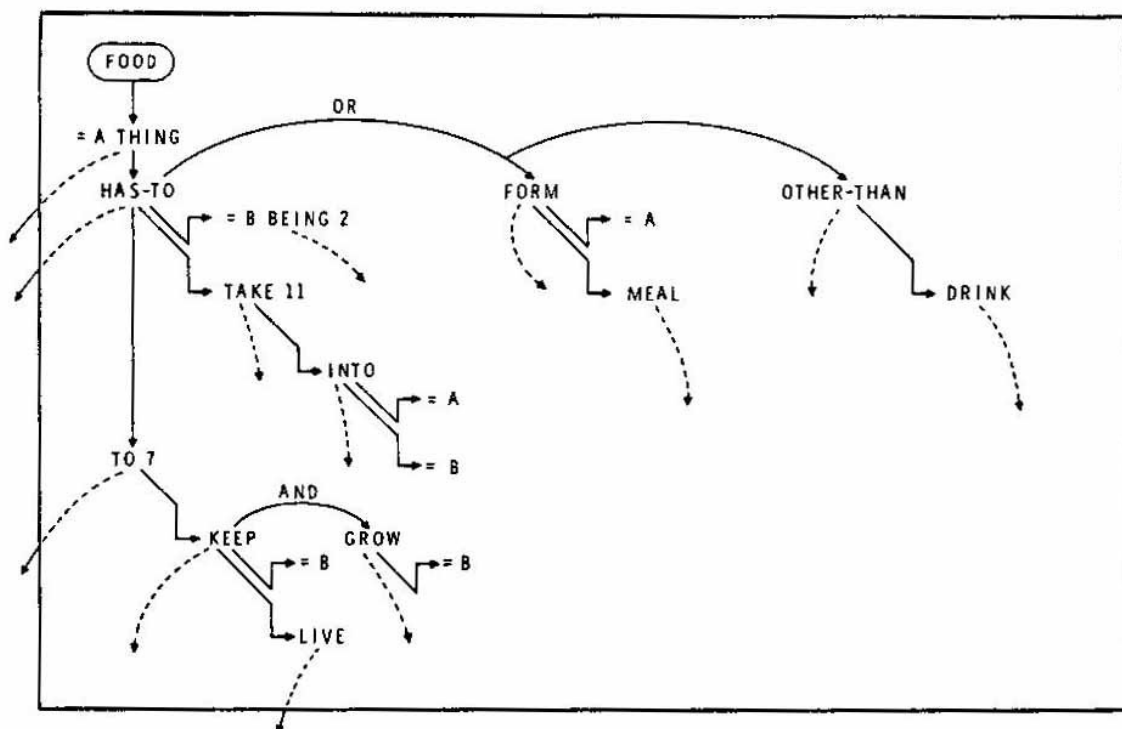 FOOD
OR
= A THING
HAS-TO
FORM
OTHER-THAN
= B BEING 2
= A
TAKE 11
MEAL
DRINK
INTO
= A
TO 7
= B
AND
KEEP
GROW
= B
= B
LIVE